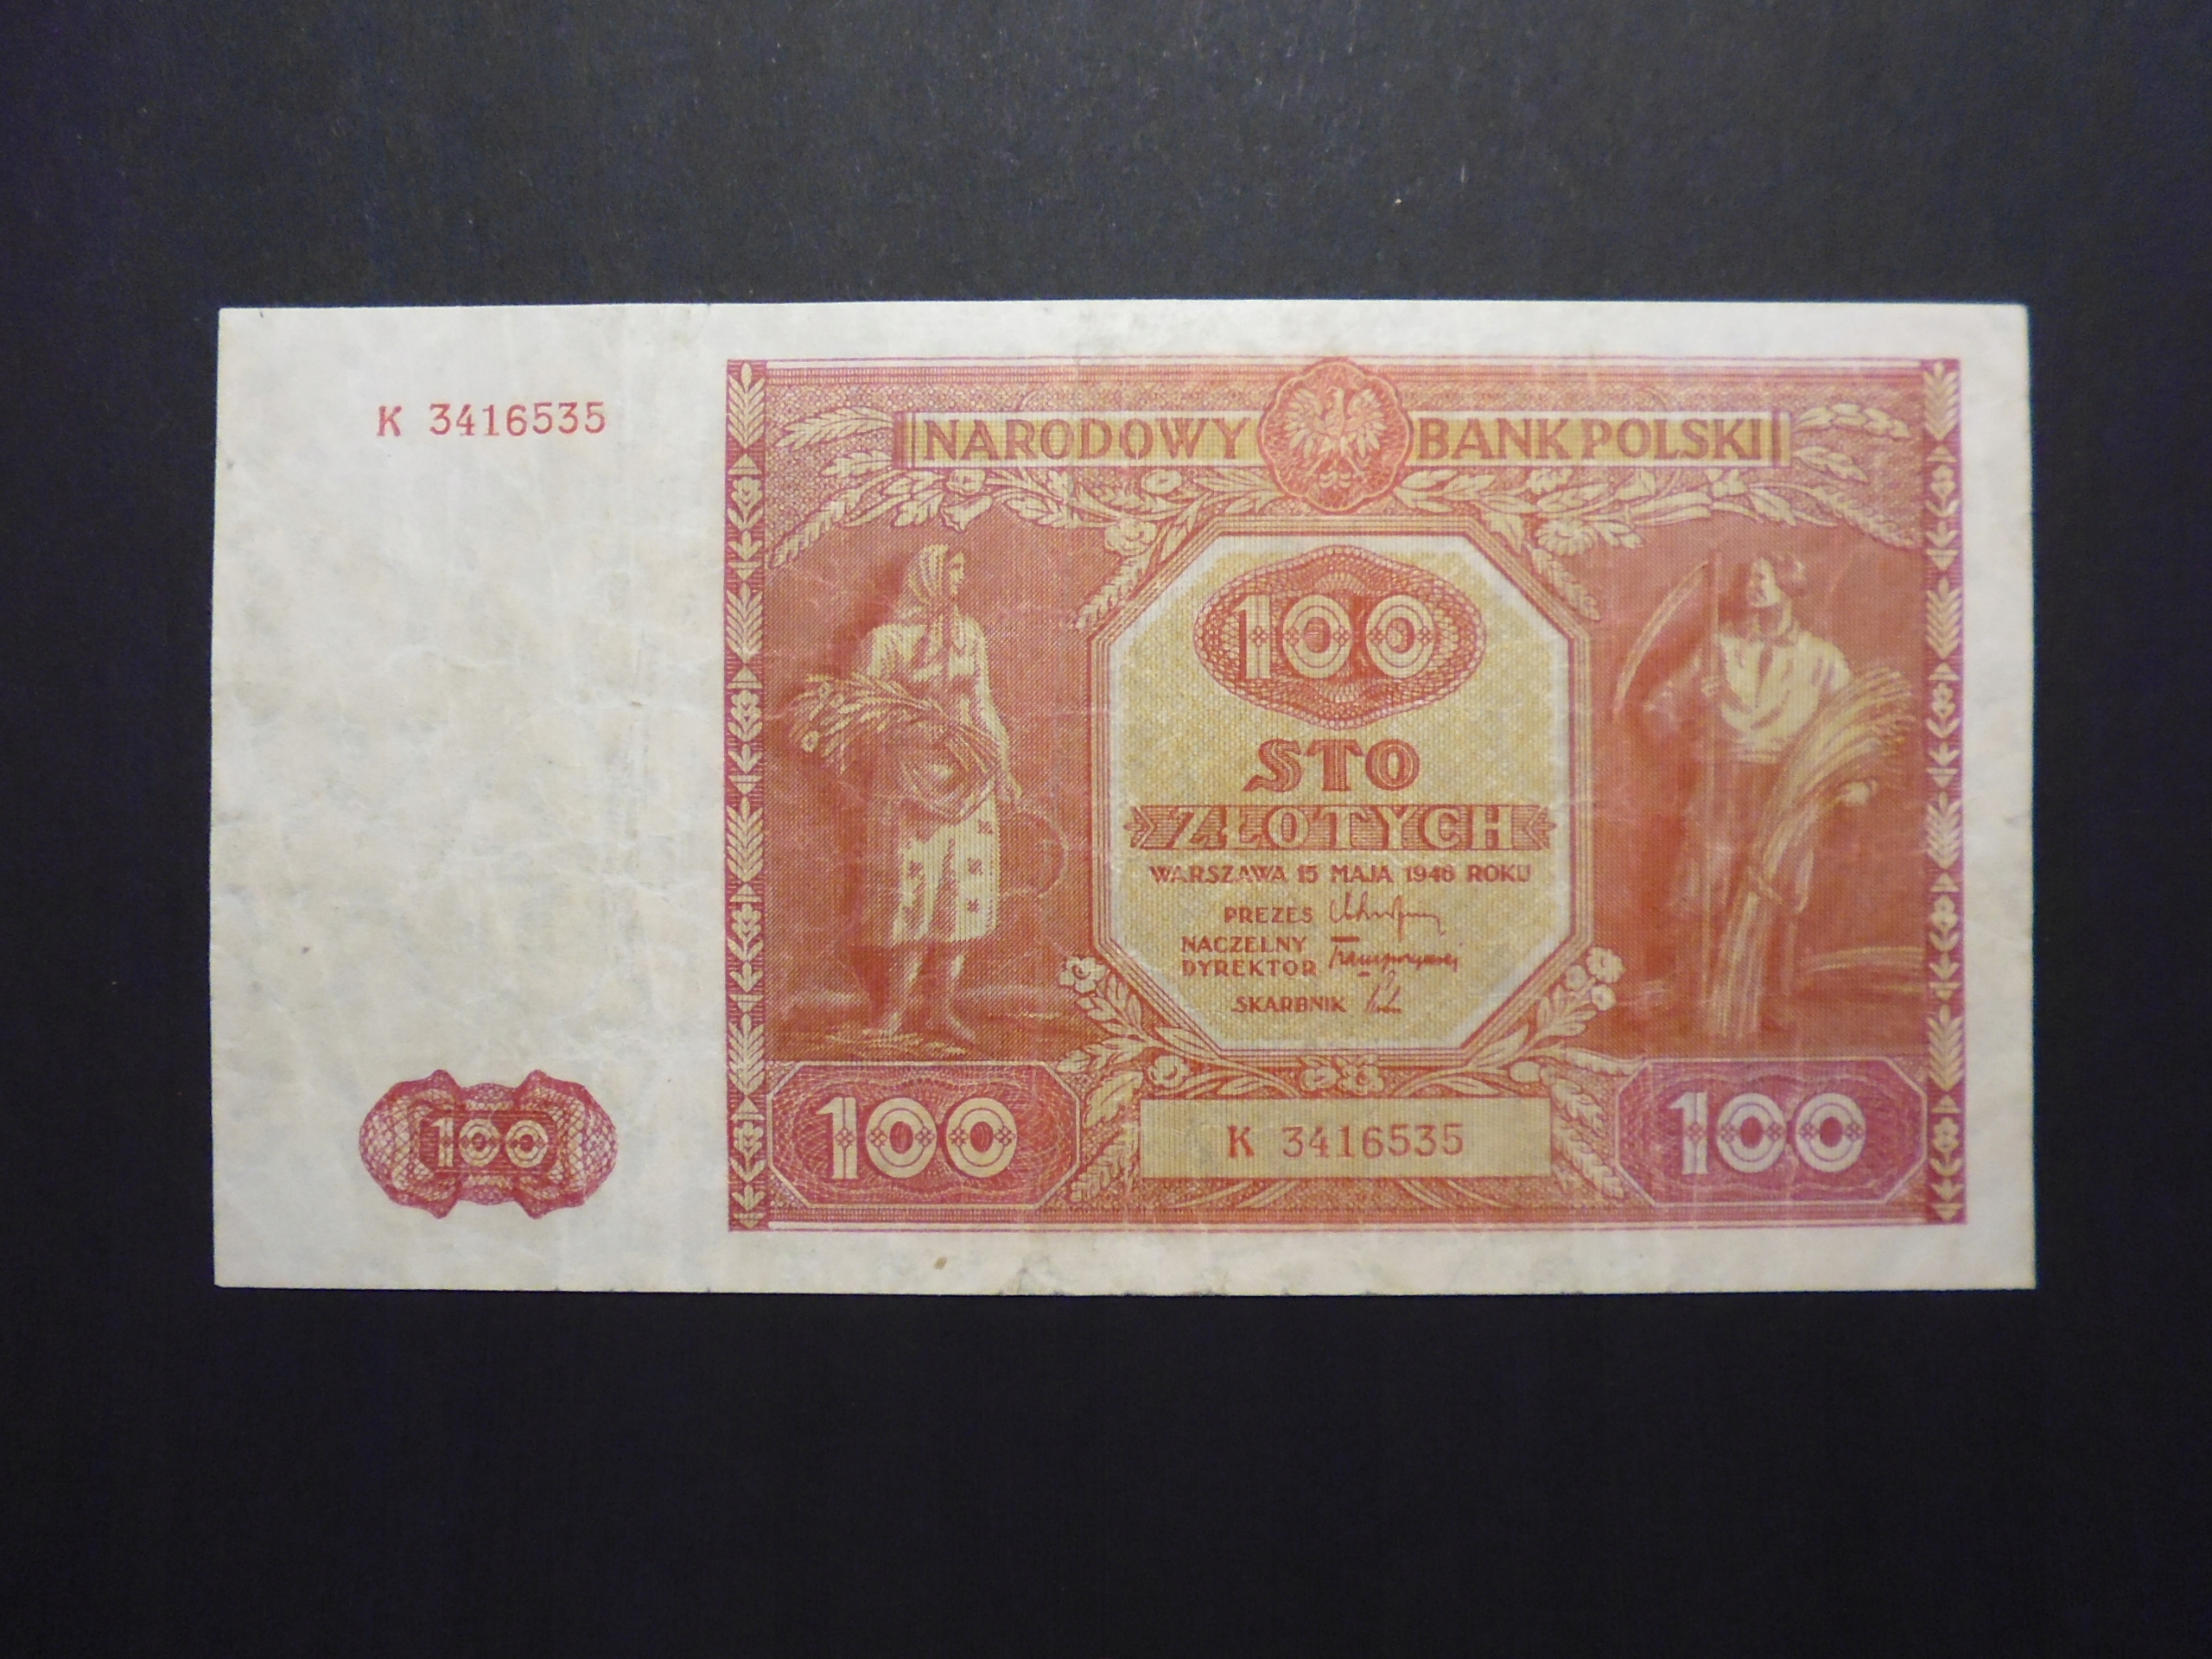 K 3416535
NARODOWY BANK POLSKI
100
STO
ZŁOTYCH
WARSZAWA 15 MAJA 1946 ROKU
PREZES
NACZELNY
DYREKTOR
SKARBNIK
100
100
K 3416535
100